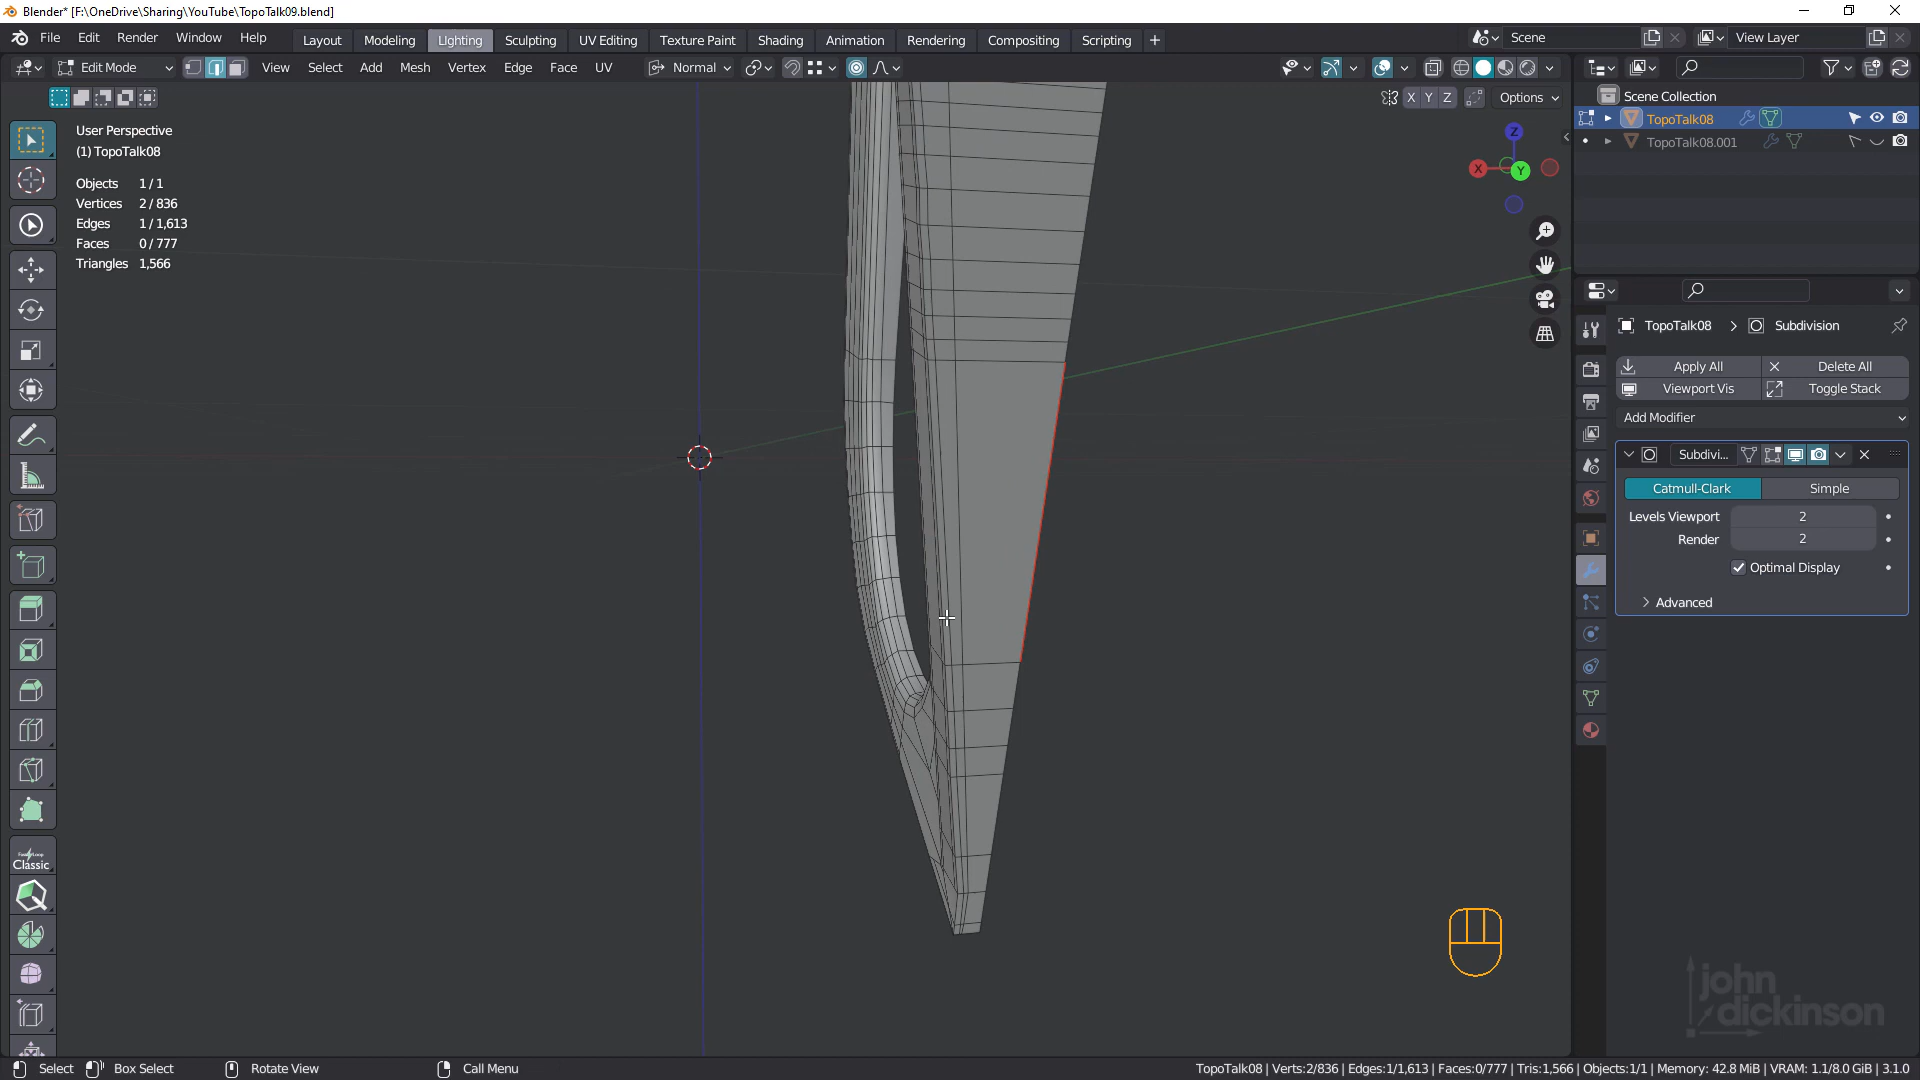 Blender* [F:\OneDrive\Sharing\YouTube\TopoTalk09.blend]
File Edit Render Window Help Layout Modeling Lighting Sculpting UV Editing Texture Paint Shading Animation Rendering Compositing Scripting + Scene View Layer
Edit Mode View Select Add Mesh Vertex Edge Face UV Normal
X Y Z Options
Scene Collection
TopoTalk08
TopoTalk08.001
User Perspective
(1) TopoTalk08
Objects 1 / 1
Vertices 2 / 836
Edges 1 / 1,613
Faces 0 / 777
Triangles 1,566
Z
X Y
TopoTalk08 > Subdivision
Apply All Delete All
Viewport Vis Toggle Stack
Add Modifier
Subdivi...
Catmull-Clark Simple
Levels Viewport 2
Render 2
Optimal Display
Advanced
Classic
john
dickinson
Select Box Select Rotate View Call Menu
TopoTalk08 | Verts:2/836 | Edges:1/1,613 | Faces:0/777 | Tris:1,566 | Objects:1/1 | Memory: 42.8 MiB | VRAM: 1.1/8.0 GiB | 3.1.0